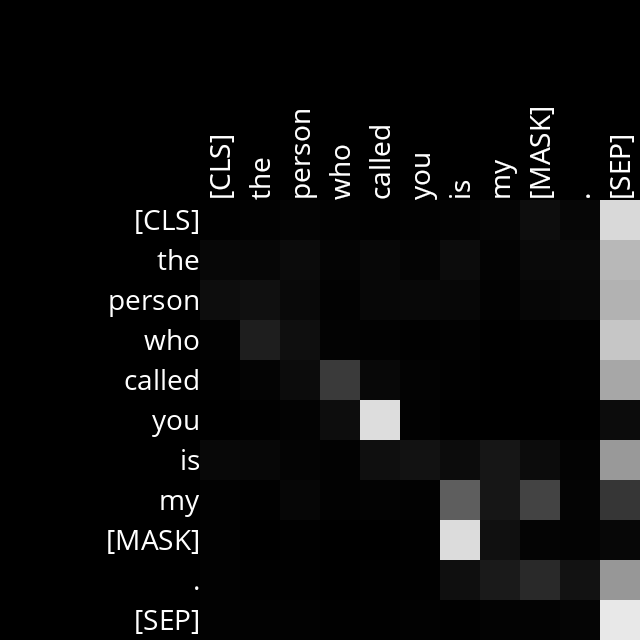 [CLS] the person who called you is my [MASK] . [SEP]
[CLS]
the
person
who
called
you
is
my
[MASK]
.
[SEP]